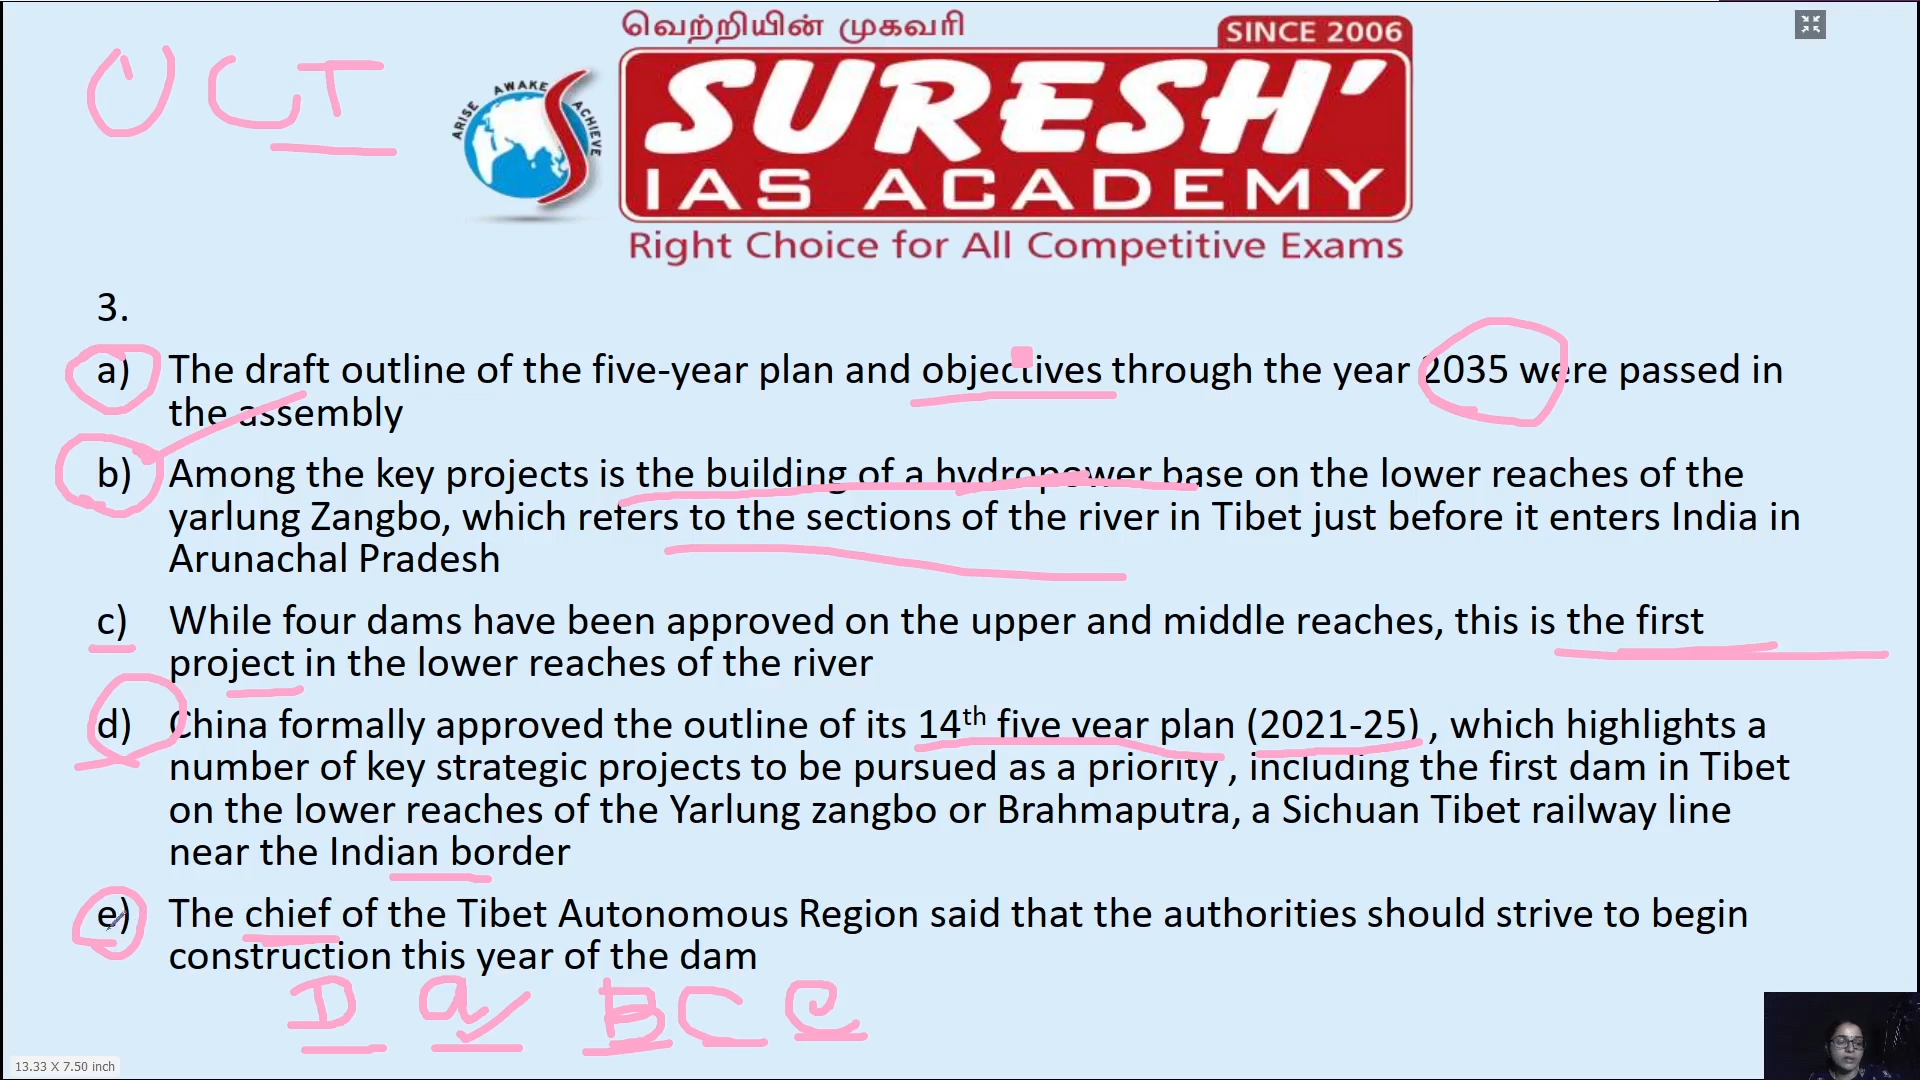 வெற்றியின் முகவரி
SINCE 2006
ARISE AWAKE ACHIEVE
SURESH'
IAS ACADEMY
Right Choice for All Competitive Exams
3.
a) The draft outline of the five-year plan and objectives through the year 2035 were passed in
the assembly
b) Among the key projects is the building of a hydropower base on the lower reaches of the
yarlung Zangbo, which refers to the sections of the river in Tibet just before it enters India in
Arunachal Pradesh
c) While four dams have been approved on the upper and middle reaches, this is the first
project in the lower reaches of the river
d) China formally approved the outline of its 14th five year plan (2021-25) , which highlights a
number of key strategic projects to be pursued as a priority , including the first dam in Tibet
on the lower reaches of the Yarlung zangbo or Brahmaputra, a Sichuan Tibet railway line
near the Indian border
e) The chief of the Tibet Autonomous Region said that the authorities should strive to begin
construction this year of the dam
D a B C e
13.33 X 7.50 inch